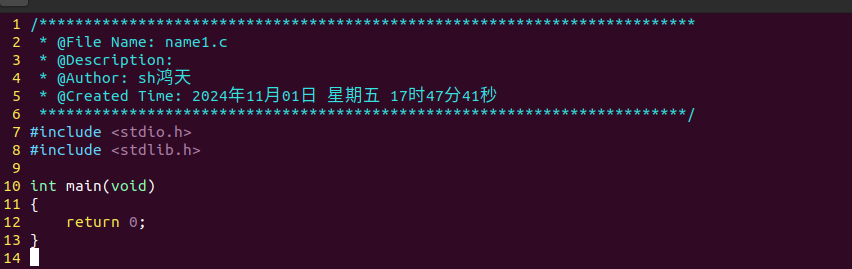 1 /*************************************************************************
2  * @File Name: name1.c
3  * @Description:
4  * @Author: sh鸿天
5  * @Created Time: 2024年11月01日 星期五 17时47分41秒
6  ************************************************************************/
7 #include <stdio.h>
8 #include <stdlib.h>
9
10 int main(void)
11 {
12     return 0;
13 }
14